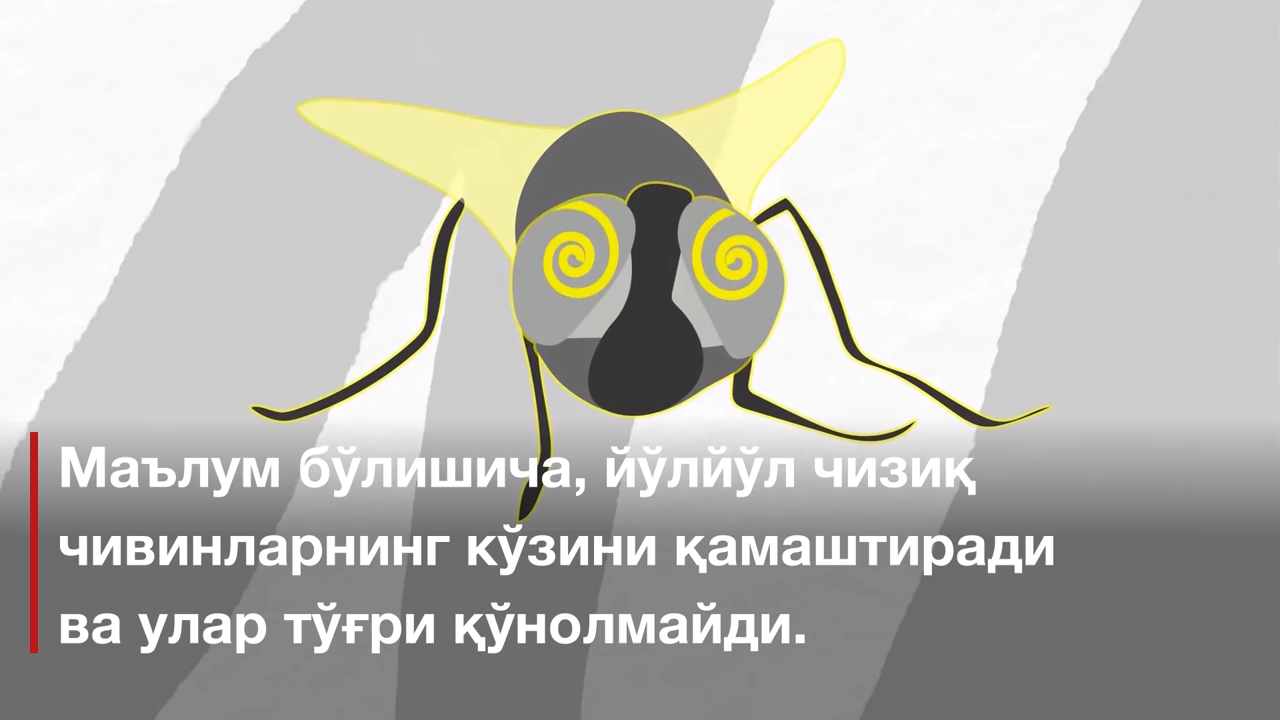 Маълум бўлишича, йўлйўл чизиқ
чивинларнинг кўзини қамаштиради
ва улар тўғри қўнолмайди.